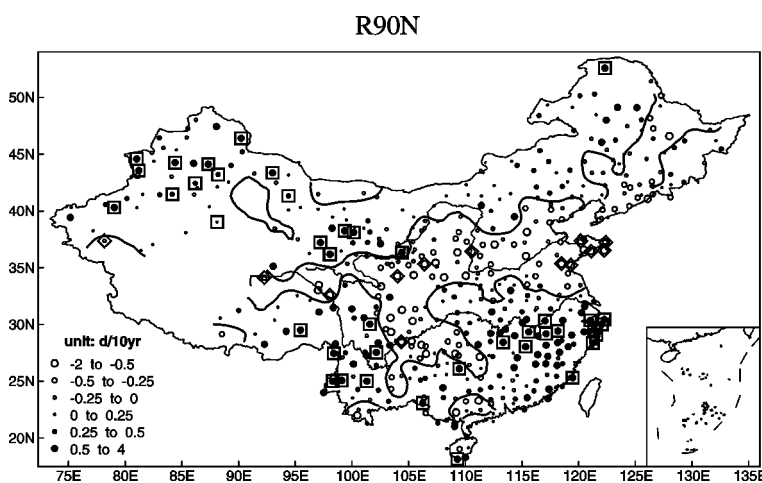 R90N
50N
45N
40N
35N
30N
25N
20N
unit: d/10yr
-2 to -0.5
-0.5 to -0.25
-0.25 to 0
0 to 0.25
0.25 to 0.5
0.5 to 4
75E 80E 85E 90E 95E 100E 105E 110E 115E 120E 125E 130E 135E